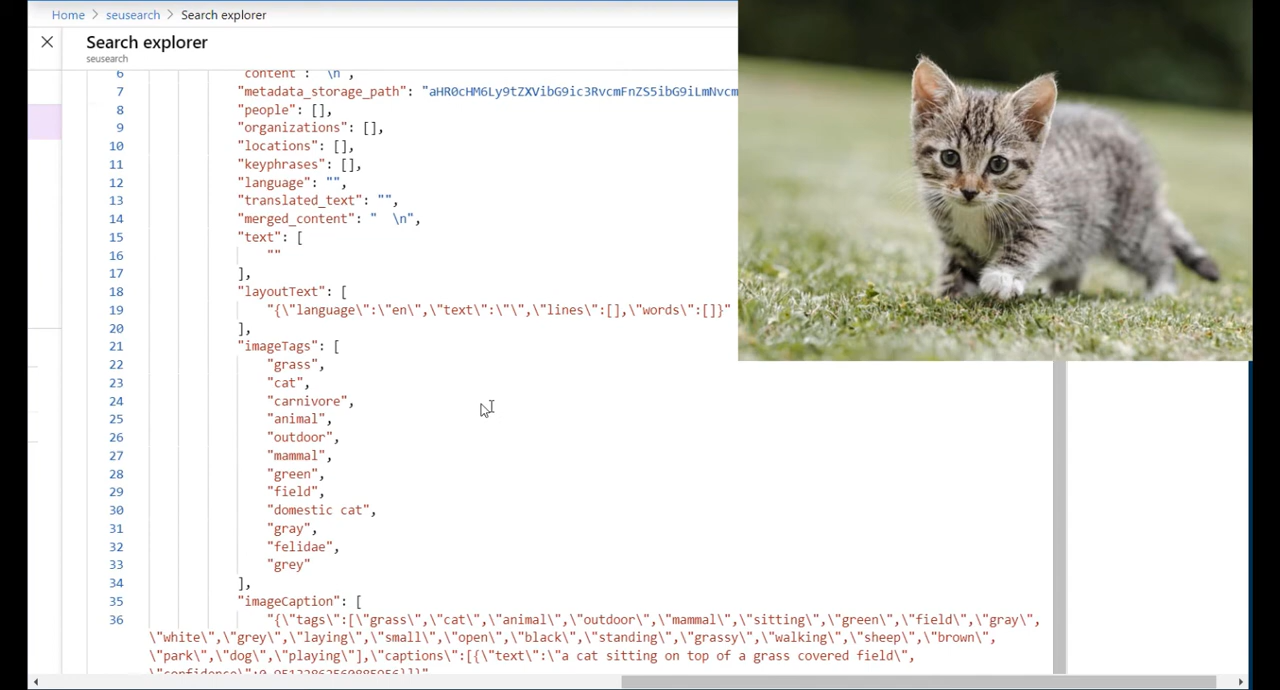 Home > seusearch > Search explorer
Search explorer
seusearch
6 "content": " \n",
7 "metadata_storage_path": "aHR0cHM6Ly9tZXVibG9ic3RvcmFnZS5ibG9iLmNvcm
8 "people": [],
9 "organizations": [],
10 "locations": [],
11 "keyphrases": [],
12 "language": "",
13 "translated_text": "",
14 "merged_content": "  \n",
15 "text": [
16 ""
17 ],
18 "layoutText": [
19 "{\"language\":\"en\",\"text\":\"\",\"lines\":[],\"words\":[]}"
20 ],
21 "imageTags": [
22 "grass",
23 "cat",
24 "carnivore",
25 "animal",
26 "outdoor",
27 "mammal",
28 "green",
29 "field",
30 "domestic cat",
31 "gray",
32 "felidae",
33 "grey"
34 ],
35 "imageCaption": [
36 "{\"tags\":[\"grass\",\"cat\",\"animal\",\"outdoor\",\"mammal\",\"sitting\",\"green\",\"field\",\"gray\",
\"white\",\"grey\",\"laying\",\"small\",\"open\",\"black\",\"standing\",\"grassy\",\"walking\",\"sheep\",\"brown\",
\"park\",\"dog\",\"playing\"],\"captions\":[{\"text\":\"a cat sitting on top of a grass covered field\",